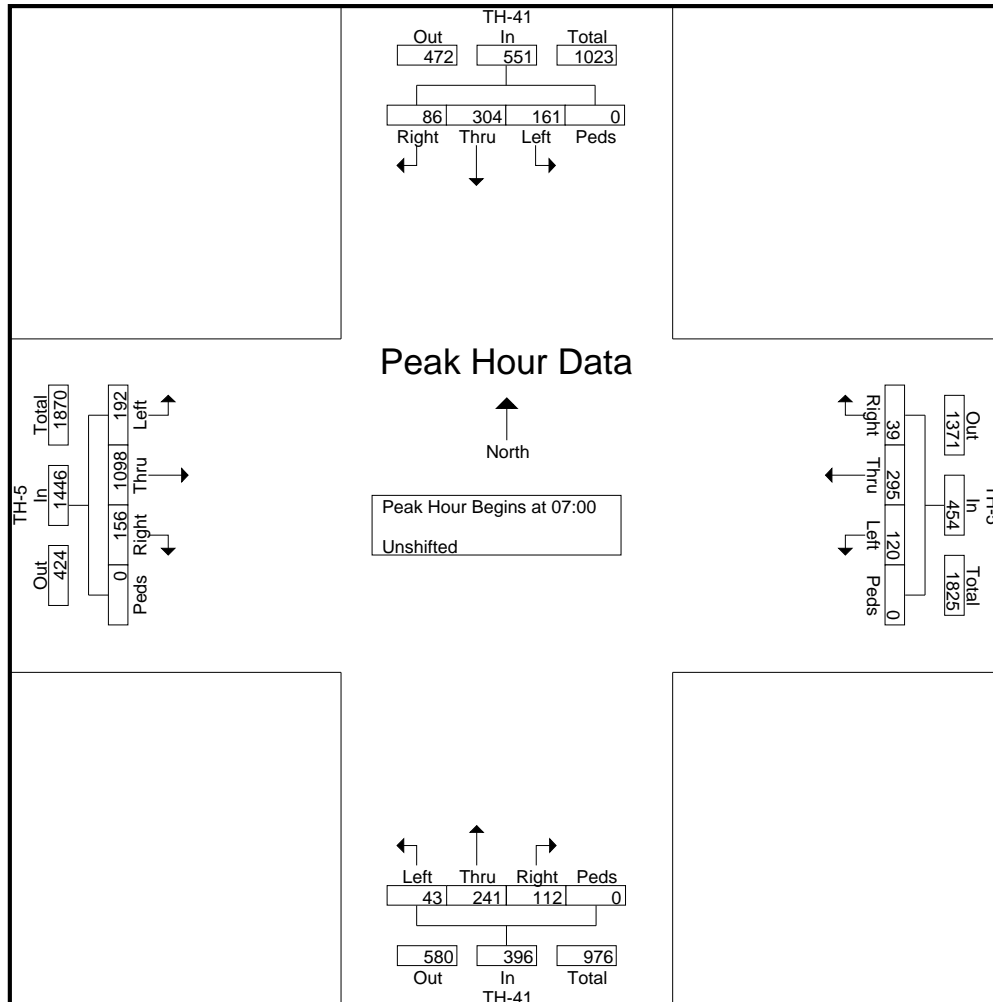 TH-41
Out In Total
472 551 1023
86 304 161 0
Right Thru Left Peds
Peak Hour Data
North
Peak Hour Begins at 07:00
Unshifted
TH-5
Out In Total
424 1446 1870
192 1098 156 0
Left Thru Right Peds
Right Thru Left Peds
39 295 120 0
Out In Total
1371 454 1825
TH-5
Left Thru Right Peds
43 241 112 0
580 396 976
Out In Total
TH-41